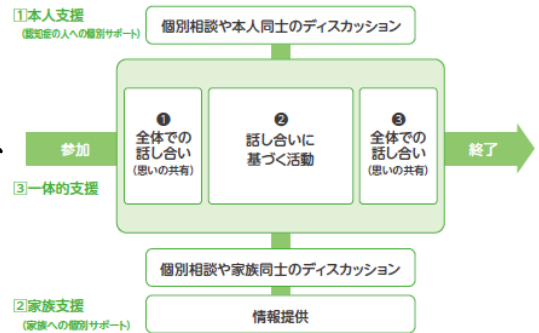 1本人支援
(認知症の人への個別サポート)
個別相談や本人同士のディスカッション
参加
❶
全体での
話し合い
(思いの共有)
❷
話し合いに
基づく活動
❸
全体での
話し合い
(思いの共有)
終了
3一体的支援
個別相談や家族同士のディスカッション
2家族支援
(家族への個別サポート)
情報提供